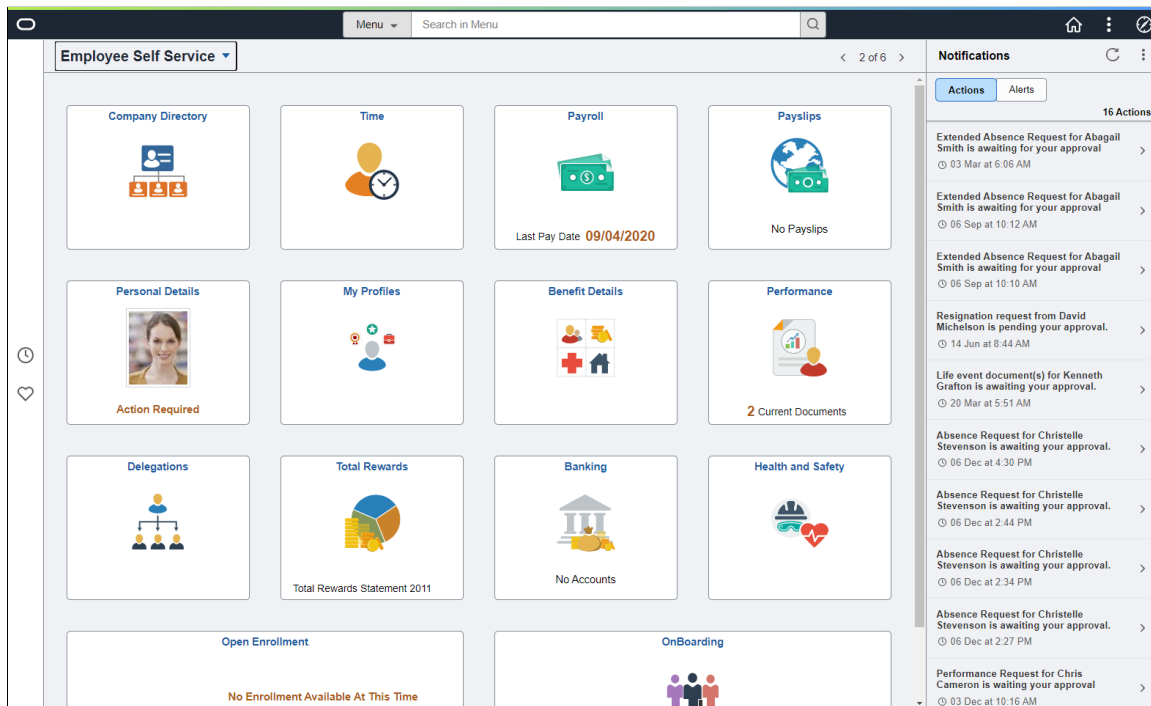 Menu
Search in Menu
Employee Self Service
2 of 6
Company Directory
Time
Payroll
Last Pay Date 09/04/2020
Payslips
No Payslips
Personal Details
Action Required
My Profiles
Benefit Details
Performance
2 Current Documents
Delegations
Total Rewards
Total Rewards Statement 2011
Banking
No Accounts
Health and Safety
Open Enrollment
No Enrollment Available At This Time
OnBoarding
Notifications
Actions
Alerts
16 Actions
Extended Absence Request for Abagail
Smith is awaiting for your approval
03 Mar at 6:06 AM
Extended Absence Request for Abagail
Smith is awaiting for your approval
06 Sep at 10:12 AM
Extended Absence Request for Abagail
Smith is awaiting for your approval
06 Sep at 10:10 AM
Resignation request from David
Michelson is pending your approval.
14 Jun at 8:44 AM
Life event document(s) for Kenneth
Grafton is awaiting your approval.
20 Mar at 5:51 AM
Absence Request for Christelle
Stevenson is awaiting your approval.
06 Dec at 4:30 PM
Absence Request for Christelle
Stevenson is awaiting your approval.
06 Dec at 2:44 PM
Absence Request for Christelle
Stevenson is awaiting your approval.
06 Dec at 2:34 PM
Absence Request for Christelle
Stevenson is awaiting your approval.
06 Dec at 2:27 PM
Performance Request for Chris
Cameron is waiting your approval
03 Dec at 10:16 AM